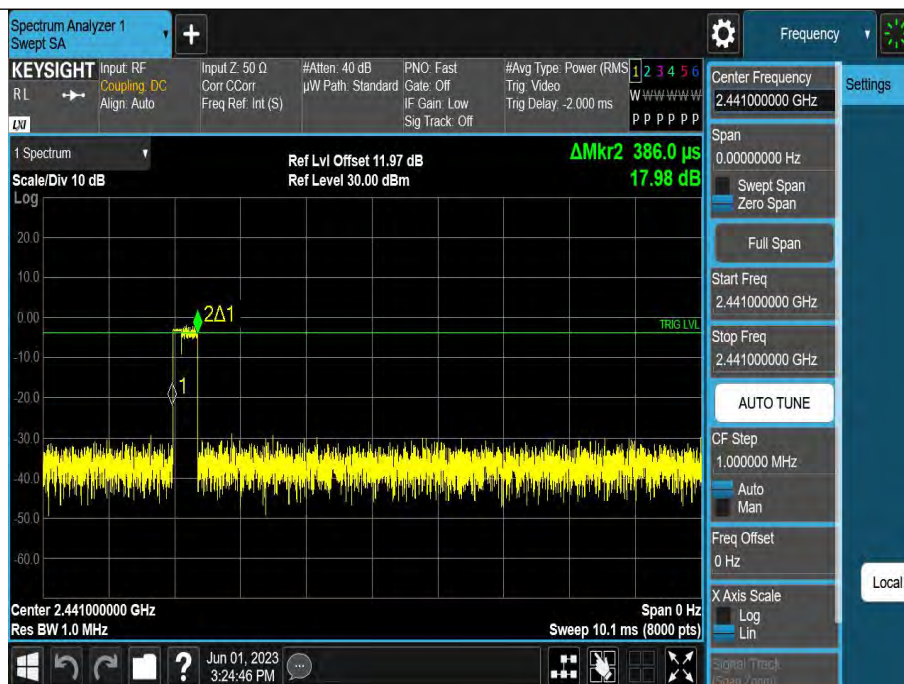 Spectrum Analyzer 1
Swept SA
+
Frequency
KEYSIGHT
RL
LXI
Input: RF
Coupling: DC
Align: Auto
Input Z: 50 Ω
Corr CCorr
Freq Ref: Int (S)
#Atten: 40 dB
µW Path: Standard
PNO: Fast
Gate: Off
IF Gain: Low
Sig Track: Off
#Avg Type: Power (RMS
Trig: Video
Trig Delay: -2.000 ms
1 2 3 4 5 6
W W W W W W
P P P P P P
1 Spectrum
Scale/Div 10 dB
Log
Ref Lvl Offset 11.97 dB
Ref Level 30.00 dBm
ΔMkr2 386.0 µs
17.98 dB
20.0
10.0
0.00
-10.0
-20.0
-30.0
-40.0
-50.0
-60.0
2Δ1
1
TRIG LVL
Center 2.441000000 GHz
Res BW 1.0 MHz
Span 0 Hz
Sweep 10.1 ms (8000 pts)
Jun 01, 2023
3:24:46 PM
?
Center Frequency
2.441000000 GHz
Span
0.00000000 Hz
Swept Span
Zero Span
Full Span
Start Freq
2.441000000 GHz
Stop Freq
2.441000000 GHz
AUTO TUNE
CF Step
1.000000 MHz
Auto
Man
Freq Offset
0 Hz
X Axis Scale
Log
Lin
Signal Track
(Span Zoom)
Settings
Local